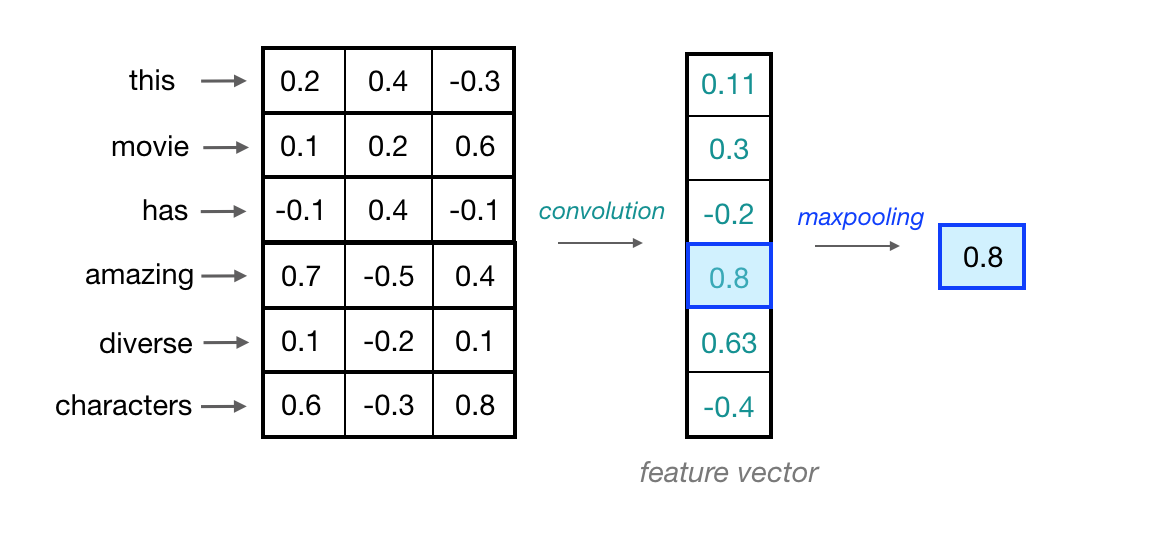 this 0.2 0.4 -0.3 0.11
movie 0.1 0.2 0.6 0.3
has -0.1 0.4 -0.1 convolution -0.2 maxpooling
amazing 0.7 -0.5 0.4 0.8 0.8
diverse 0.1 -0.2 0.1 0.63
characters 0.6 -0.3 0.8 -0.4
feature vector